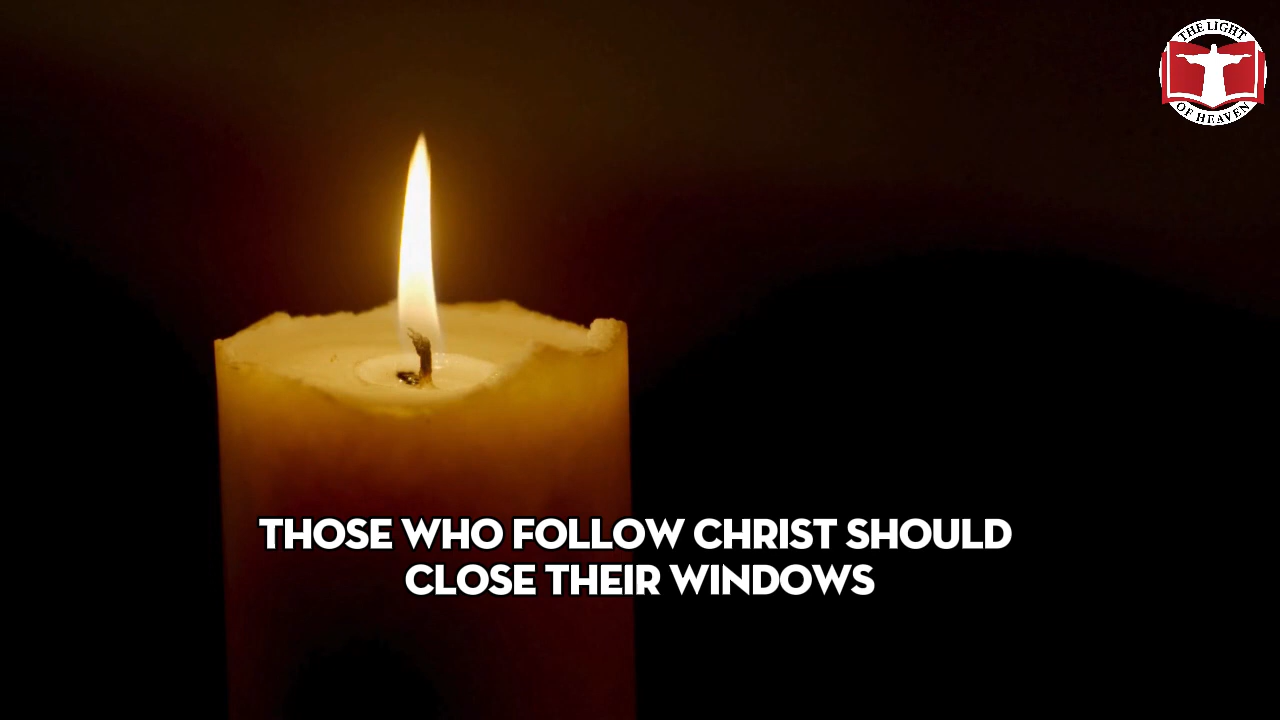 THE LIGHT
OF HEAVEN
THOSE WHO FOLLOW CHRIST SHOULD
CLOSE THEIR WINDOWS